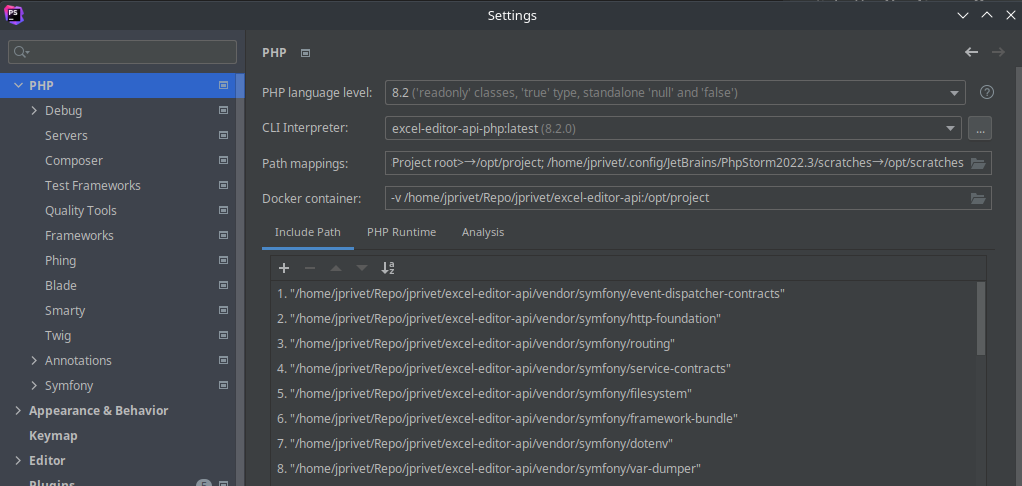 PS
Settings
PHP
Debug
Servers
Composer
Test Frameworks
Quality Tools
Frameworks
Phing
Blade
Smarty
Twig
Annotations
Symfony
Appearance & Behavior
Keymap
Editor
Plugins 5
PHP
PHP language level: 8.2 ('readonly' classes, 'true' type, standalone 'null' and 'false') ?
CLI Interpreter: excel-editor-api-php:latest (8.2.0) ...
Path mappings: Project root>→/opt/project; /home/jprivet/.config/JetBrains/PhpStorm2022.3/scratches→/opt/scratches
Docker container: -v /home/jprivet/Repo/jprivet/excel-editor-api:/opt/project
Include Path PHP Runtime Analysis
1. "/home/jprivet/Repo/jprivet/excel-editor-api/vendor/symfony/event-dispatcher-contracts"
2. "/home/jprivet/Repo/jprivet/excel-editor-api/vendor/symfony/http-foundation"
3. "/home/jprivet/Repo/jprivet/excel-editor-api/vendor/symfony/routing"
4. "/home/jprivet/Repo/jprivet/excel-editor-api/vendor/symfony/service-contracts"
5. "/home/jprivet/Repo/jprivet/excel-editor-api/vendor/symfony/filesystem"
6. "/home/jprivet/Repo/jprivet/excel-editor-api/vendor/symfony/framework-bundle"
7. "/home/jprivet/Repo/jprivet/excel-editor-api/vendor/symfony/dotenv"
8. "/home/jprivet/Repo/jprivet/excel-editor-api/vendor/symfony/var-dumper"